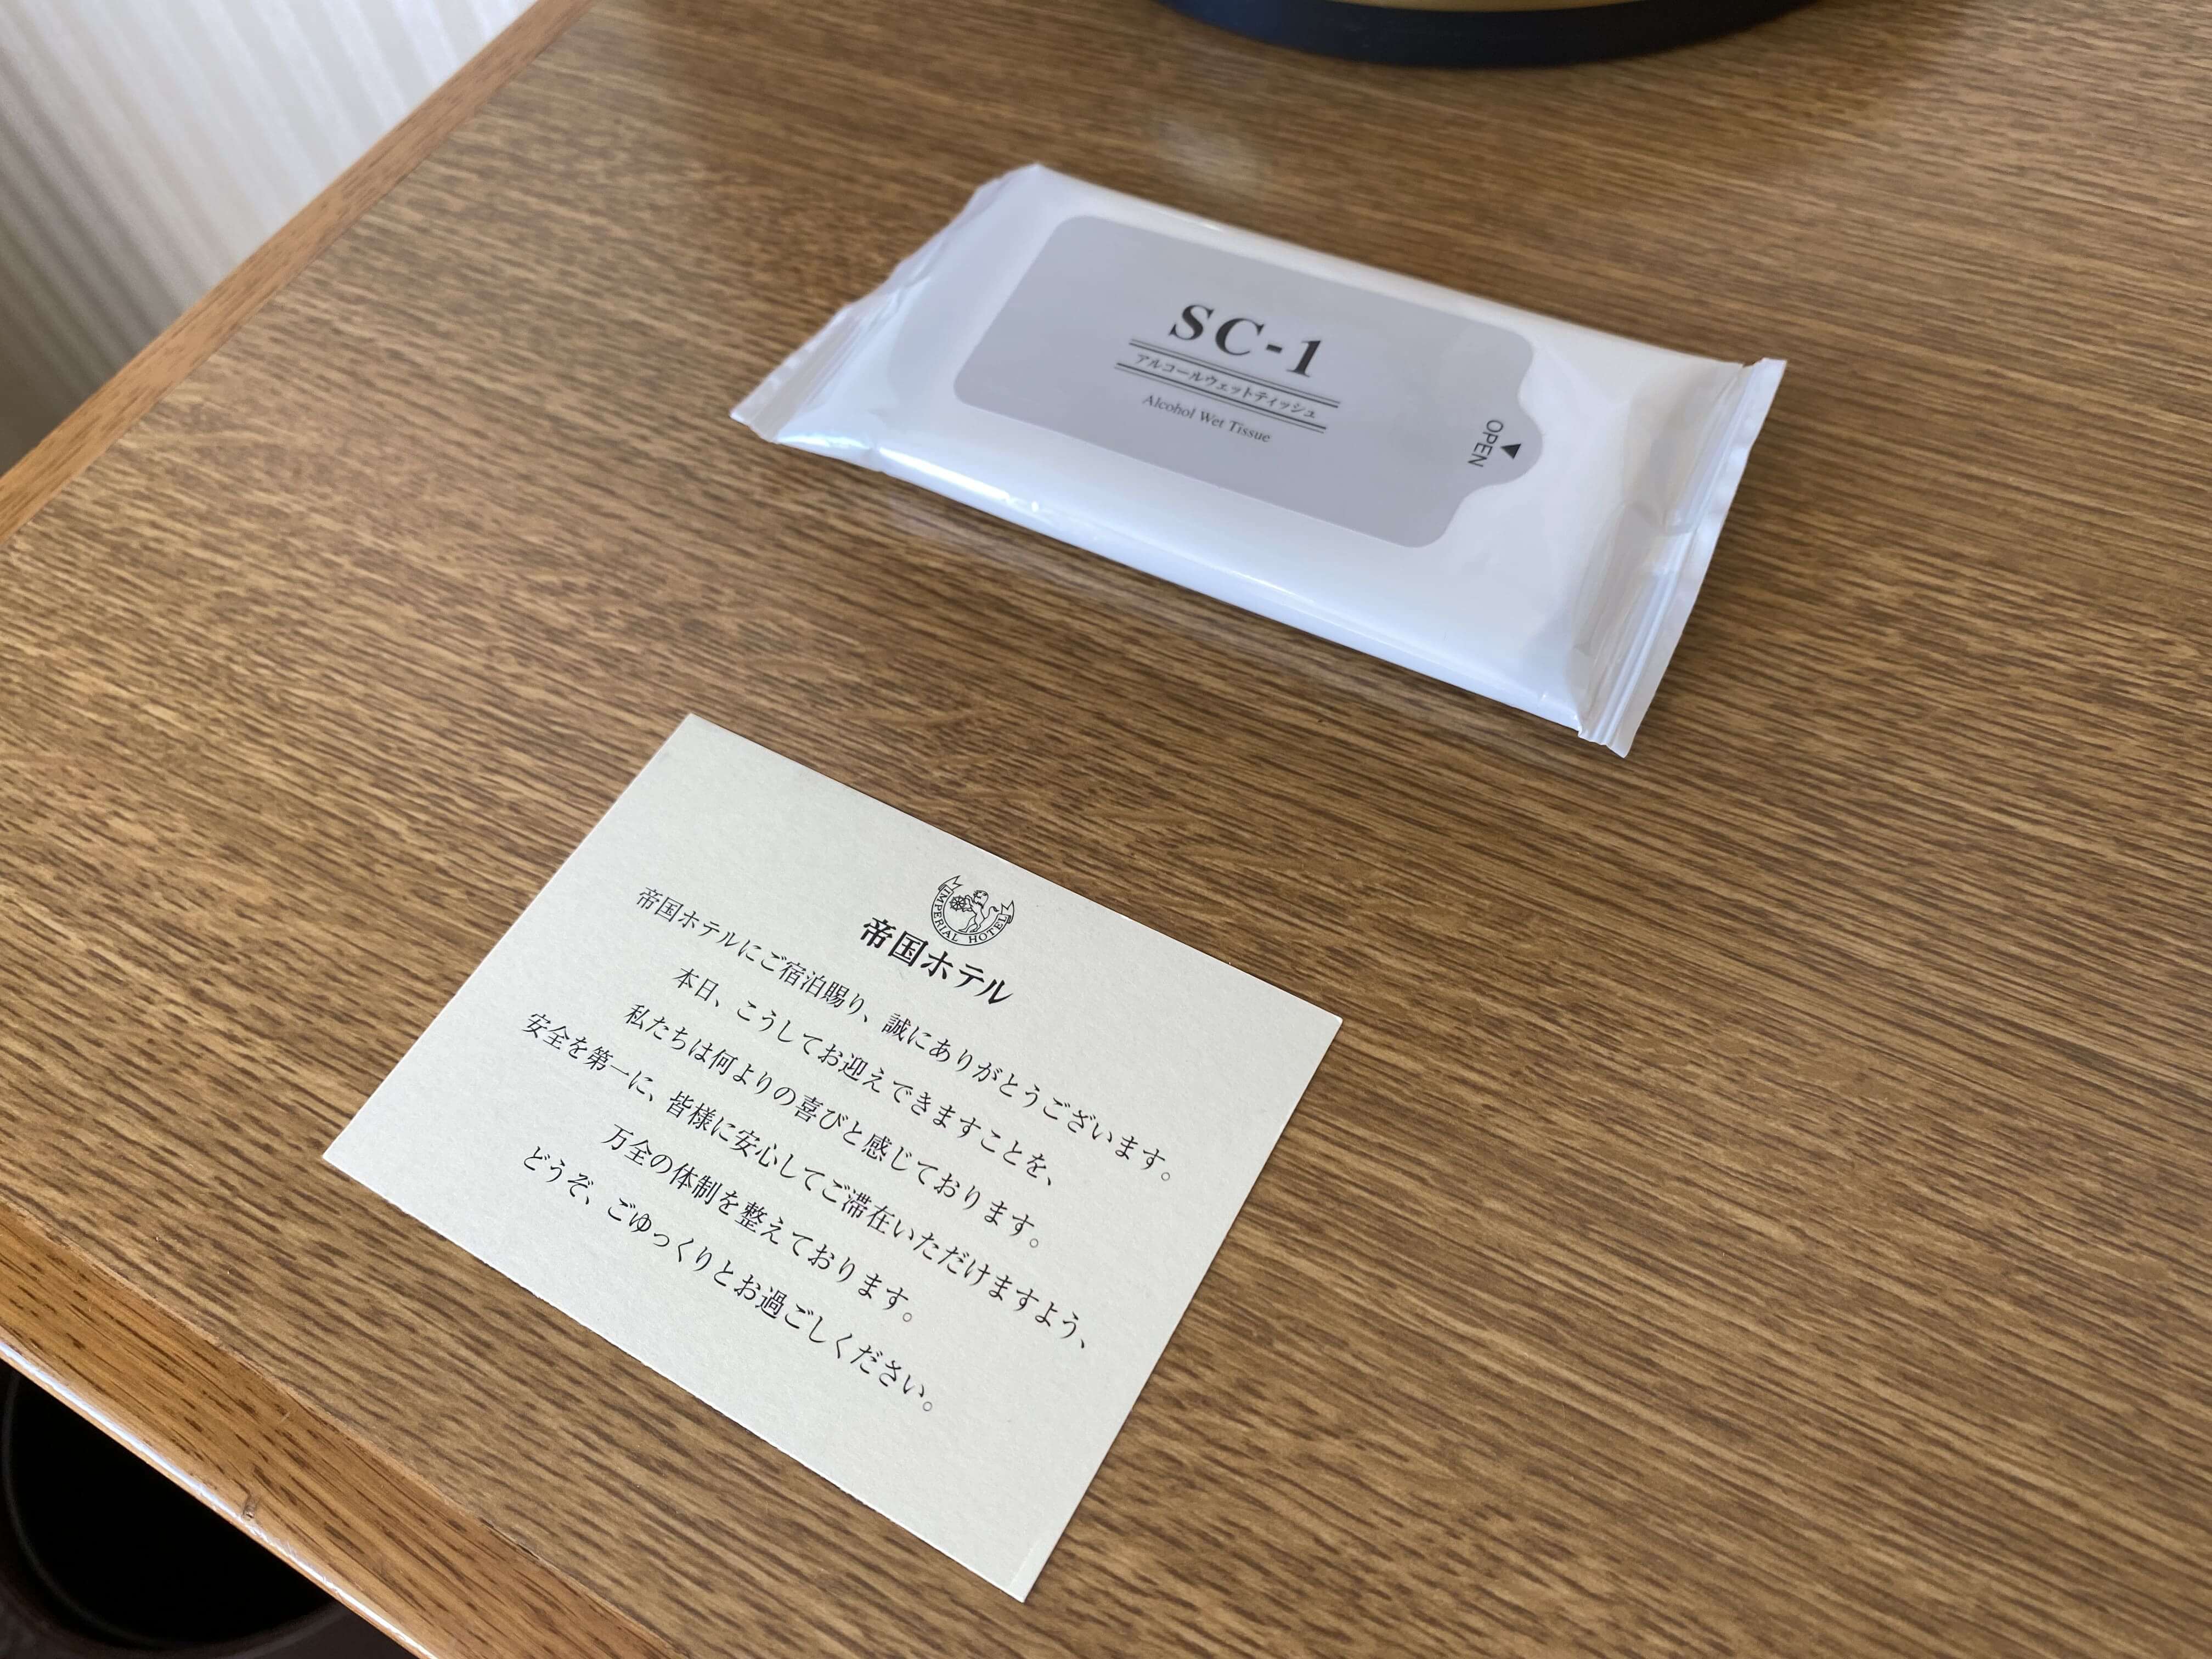 SC-1
アルコールウェットティッシュ
Alcohol Wet Tissue
OPEN
IMPERIAL HOTEL
帝国ホテル
帝国ホテルにご宿泊賜り、誠にありがとうございます。
本日、こうしてお迎えできますことを、
私たちは何よりの喜びと感じております。
安全を第一に、皆様に安心してご滞在いただけますよう、
万全の体制を整えております。
どうぞ、ごゆっくりとお過ごしください。